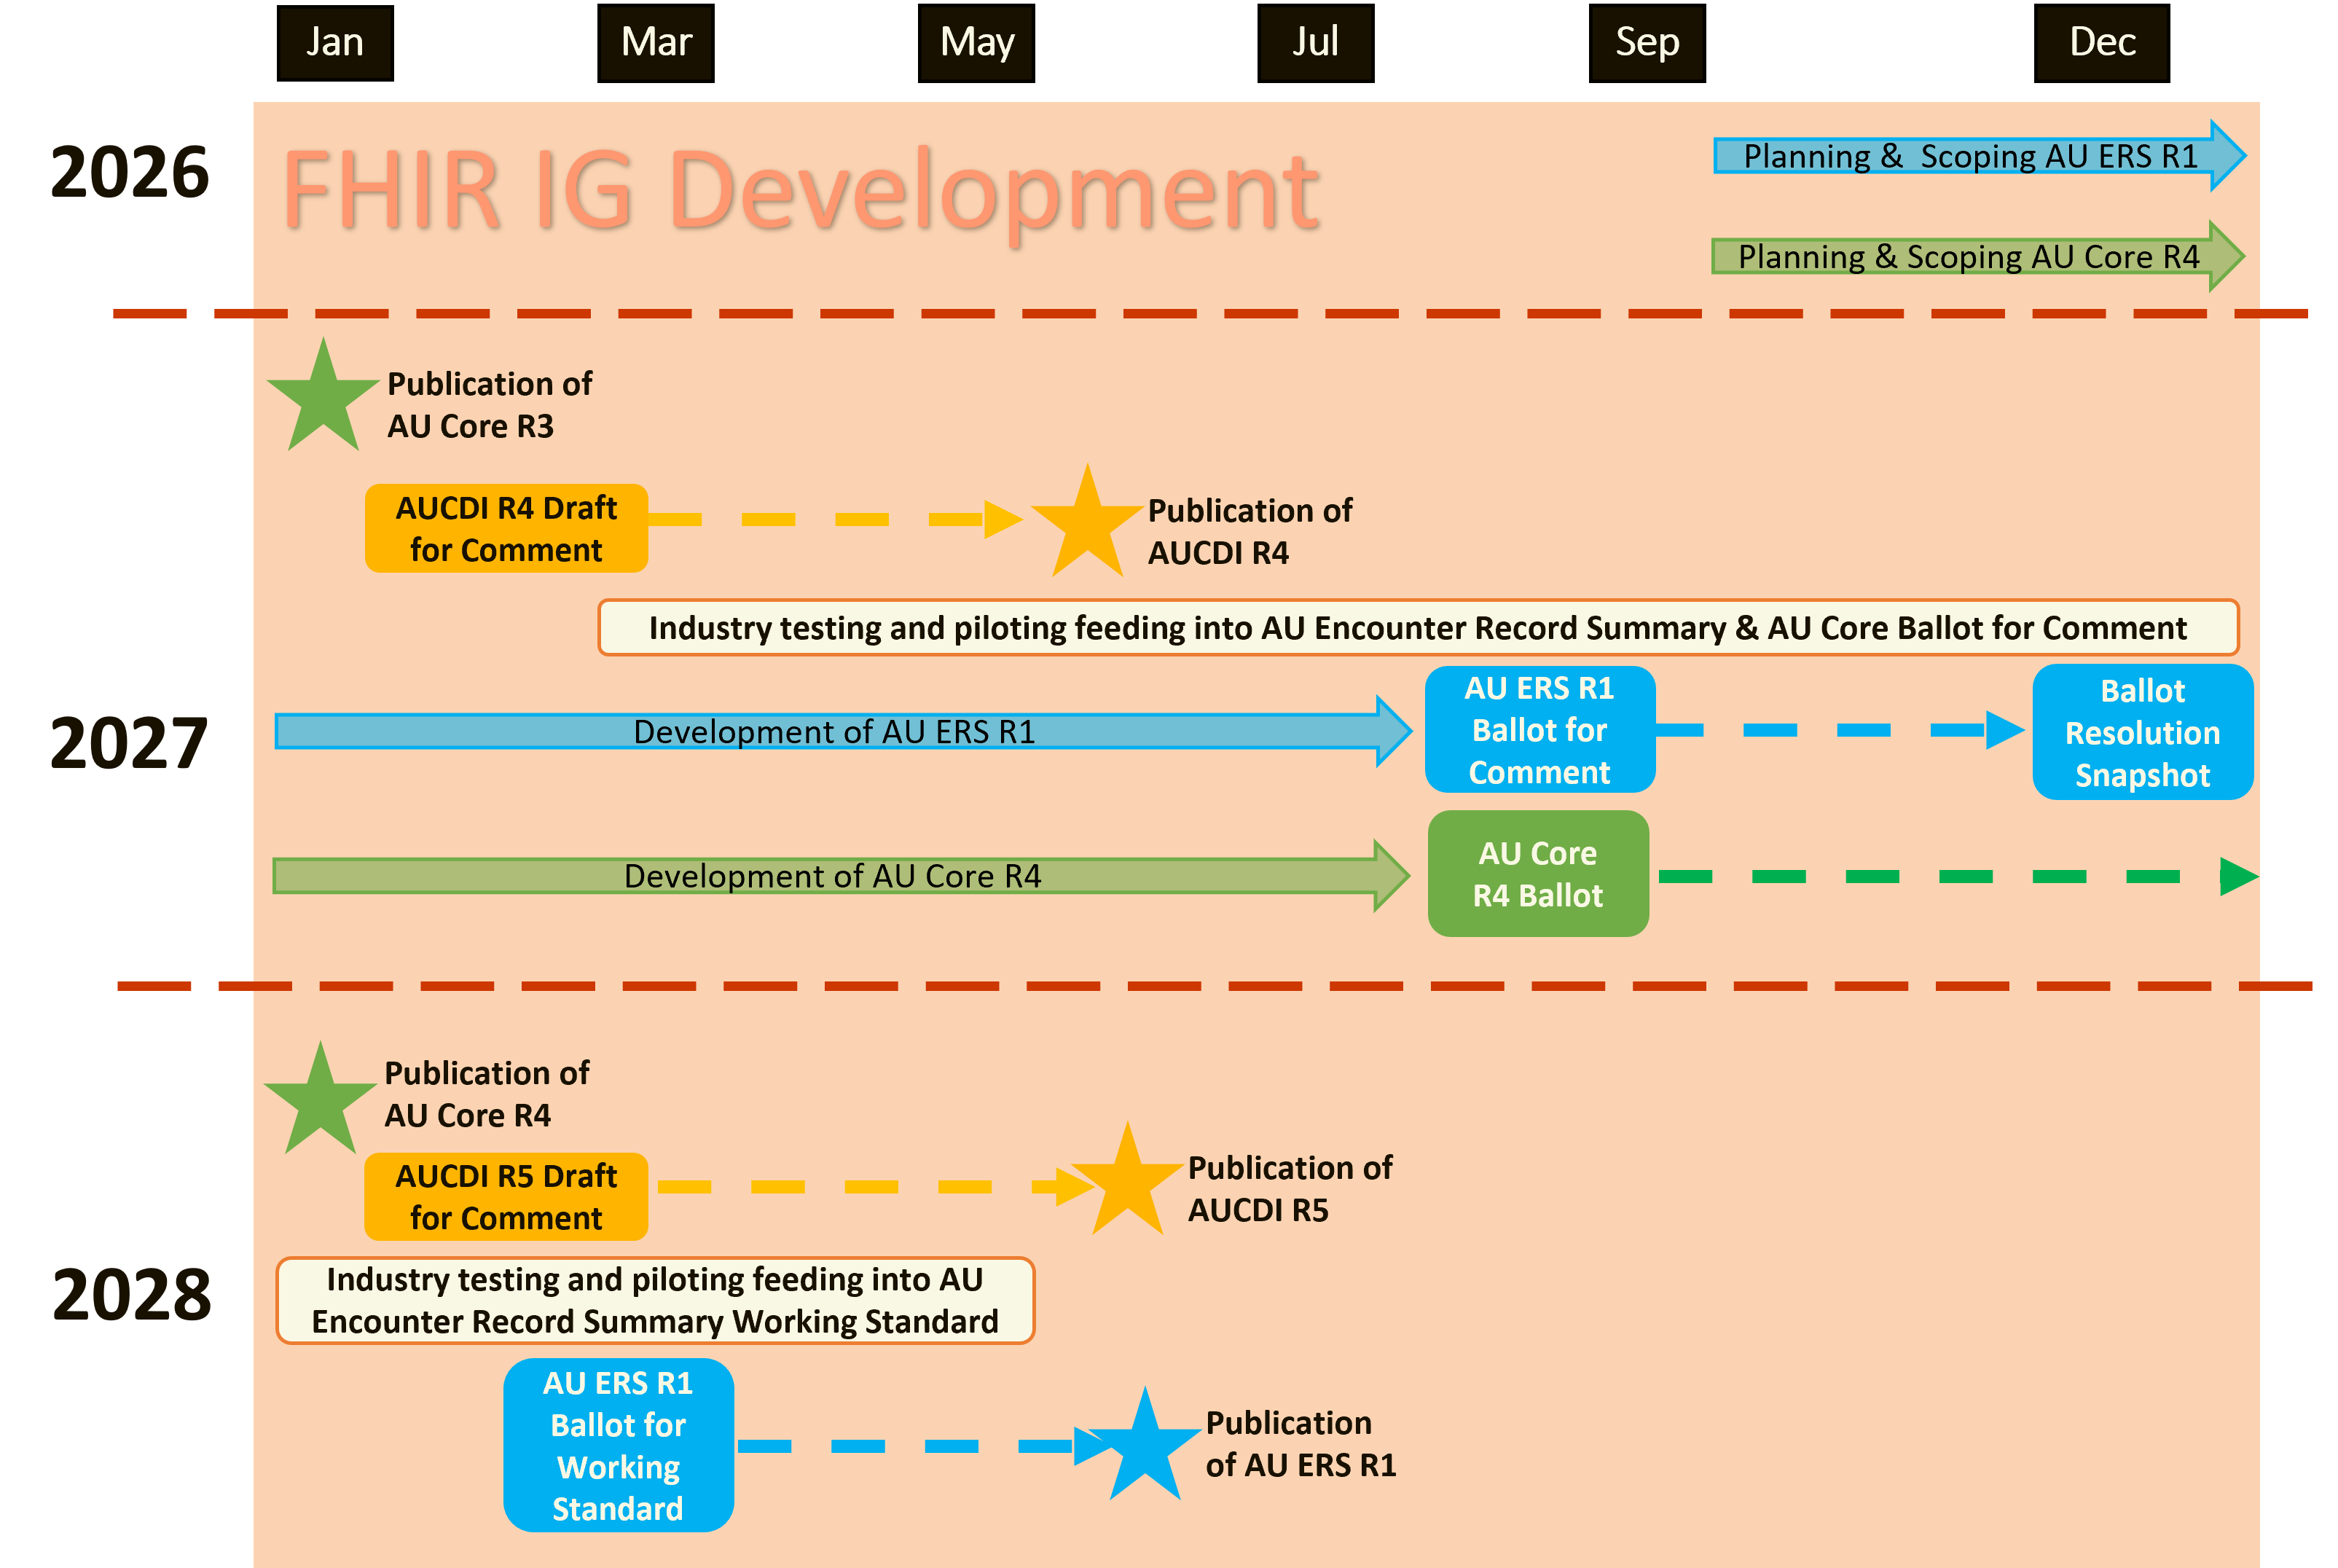 Jan
Mar
May
Jul
Sep
Dec
2026
FHIR IG Development
Planning & Scoping AU ERS R1
Planning & Scoping AU Core R4
2027
Publication of
AU Core R3
AUCDI R4 Draft
for Comment
Publication of
AUCDI R4
Industry testing and piloting feeding into AU Encounter Record Summary & AU Core Ballot for Comment
Development of AU ERS R1
AU ERS R1
Ballot for
Comment
Ballot
Resolution
Snapshot
Development of AU Core R4
AU Core
R4 Ballot
2028
Publication of
AU Core R4
AUCDI R5 Draft
for Comment
Publication of
AUCDI R5
Industry testing and piloting feeding into AU
Encounter Record Summary Working Standard
AU ERS R1
Ballot for
Working
Standard
Publication
of AU ERS R1